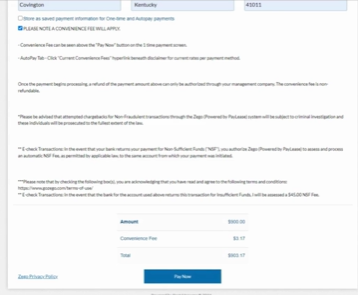 Covington Kentucky 41011
Store as saved payment information for One-time and Autopay payments
PLEASE NOTE A CONVENIENCE FEE WILL APPLY.
- Convenience Fee can be seen above the "Pay Now" button on the 1 time payment screen.
- AutoPay Tab - Click "Current Convenience Fees" hyperlink beneath disclaimer for current rates per payment method.
Once the payment begins processing, a refund of the payment amount above can only be authorized through your management company. The convenience fee is non-
refundable.
*Please be advised that attempted chargebacks for Non-Fraudulent transactions through the Zego (Powered by PayLease) system will be subject to criminal investigation and
these individuals will be prosecuted to the fullest extent of the law.
** E-check Transactions: In the event that your bank returns your payment for Non-Sufficient Funds ("NSF"), you authorize Zego (Powered by PayLease) to assess and process
an automatic NSF Fee, as permitted by applicable law, to the same account from which your payment was initiated.
***Please note that by checking the following box(s), you are acknowledging that you have read and agree to the following terms and conditions:
https://www.gozego.com/terms-of-use/
** E-check Transactions: In the event that the bank for the account used above returns this transaction for Insufficient Funds, I will be assessed a $45.00 NSF Fee.
Amount $900.00
Convenience Fee $3.17
Total $903.17
Zego Privacy Policy Pay Now